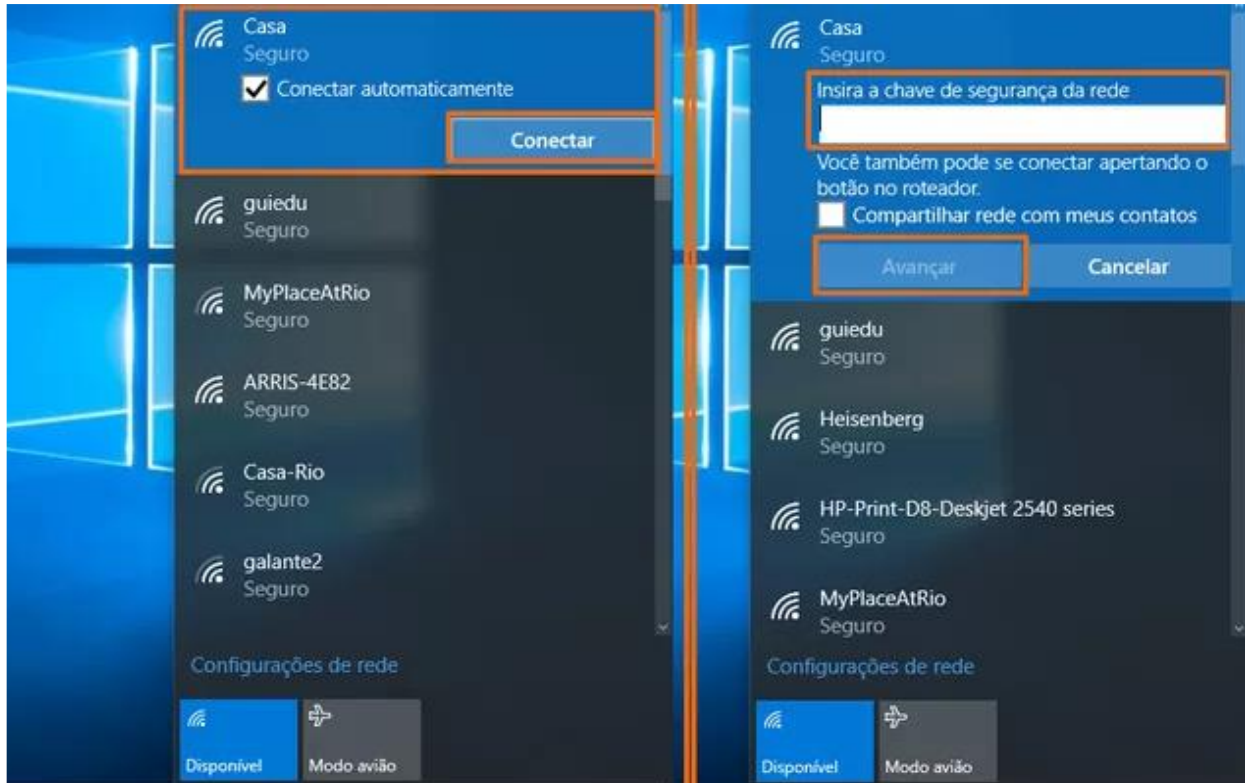 Casa
Seguro
Conectar automaticamente
Conectar
guiedu
Seguro
MyPlaceAtRio
Seguro
ARRIS-4E82
Seguro
Casa-Rio
Seguro
galante2
Seguro
Configurações de rede
Disponível
Modo avião
Casa
Seguro
Insira a chave de segurança da rede
Você também pode se conectar apertando o
botão no roteador.
Compartilhar rede com meus contatos
Avançar
Cancelar
guiedu
Seguro
Heisenberg
Seguro
HP-Print-D8-Deskjet 2540 series
Seguro
MyPlaceAtRio
Seguro
Configurações de rede
Disponível
Modo avião